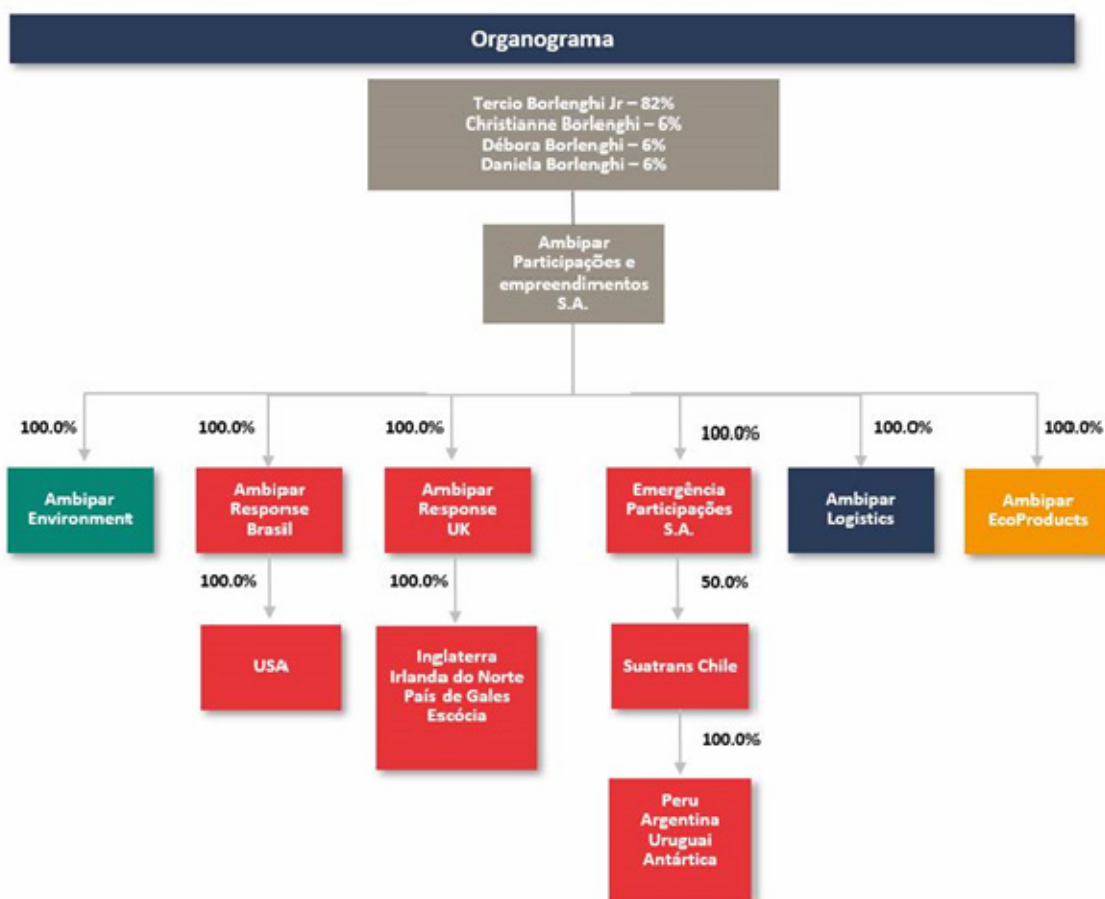 Organograma
Tercio Borlenghi Jr – 82%
Christianne Borlenghi – 6%
Débora Borlenghi – 6%
Daniela Borlenghi – 6%
Ambipar
Participações e
empreendimentos
S.A.
100.0%
100.0%
100.0%
100.0%
100.0%
100.0%
Ambipar
Environment
Ambipar
Response
Brasil
Ambipar
Response
UK
Emergência
Participações
S.A.
Ambipar
Logistics
Ambipar
EcoProducts
100.0%
100.0%
50.0%
USA
Inglaterra
Irlanda do Norte
País de Gales
Escócia
Suatrans Chile
100.0%
Peru
Argentina
Uruguai
Antártica